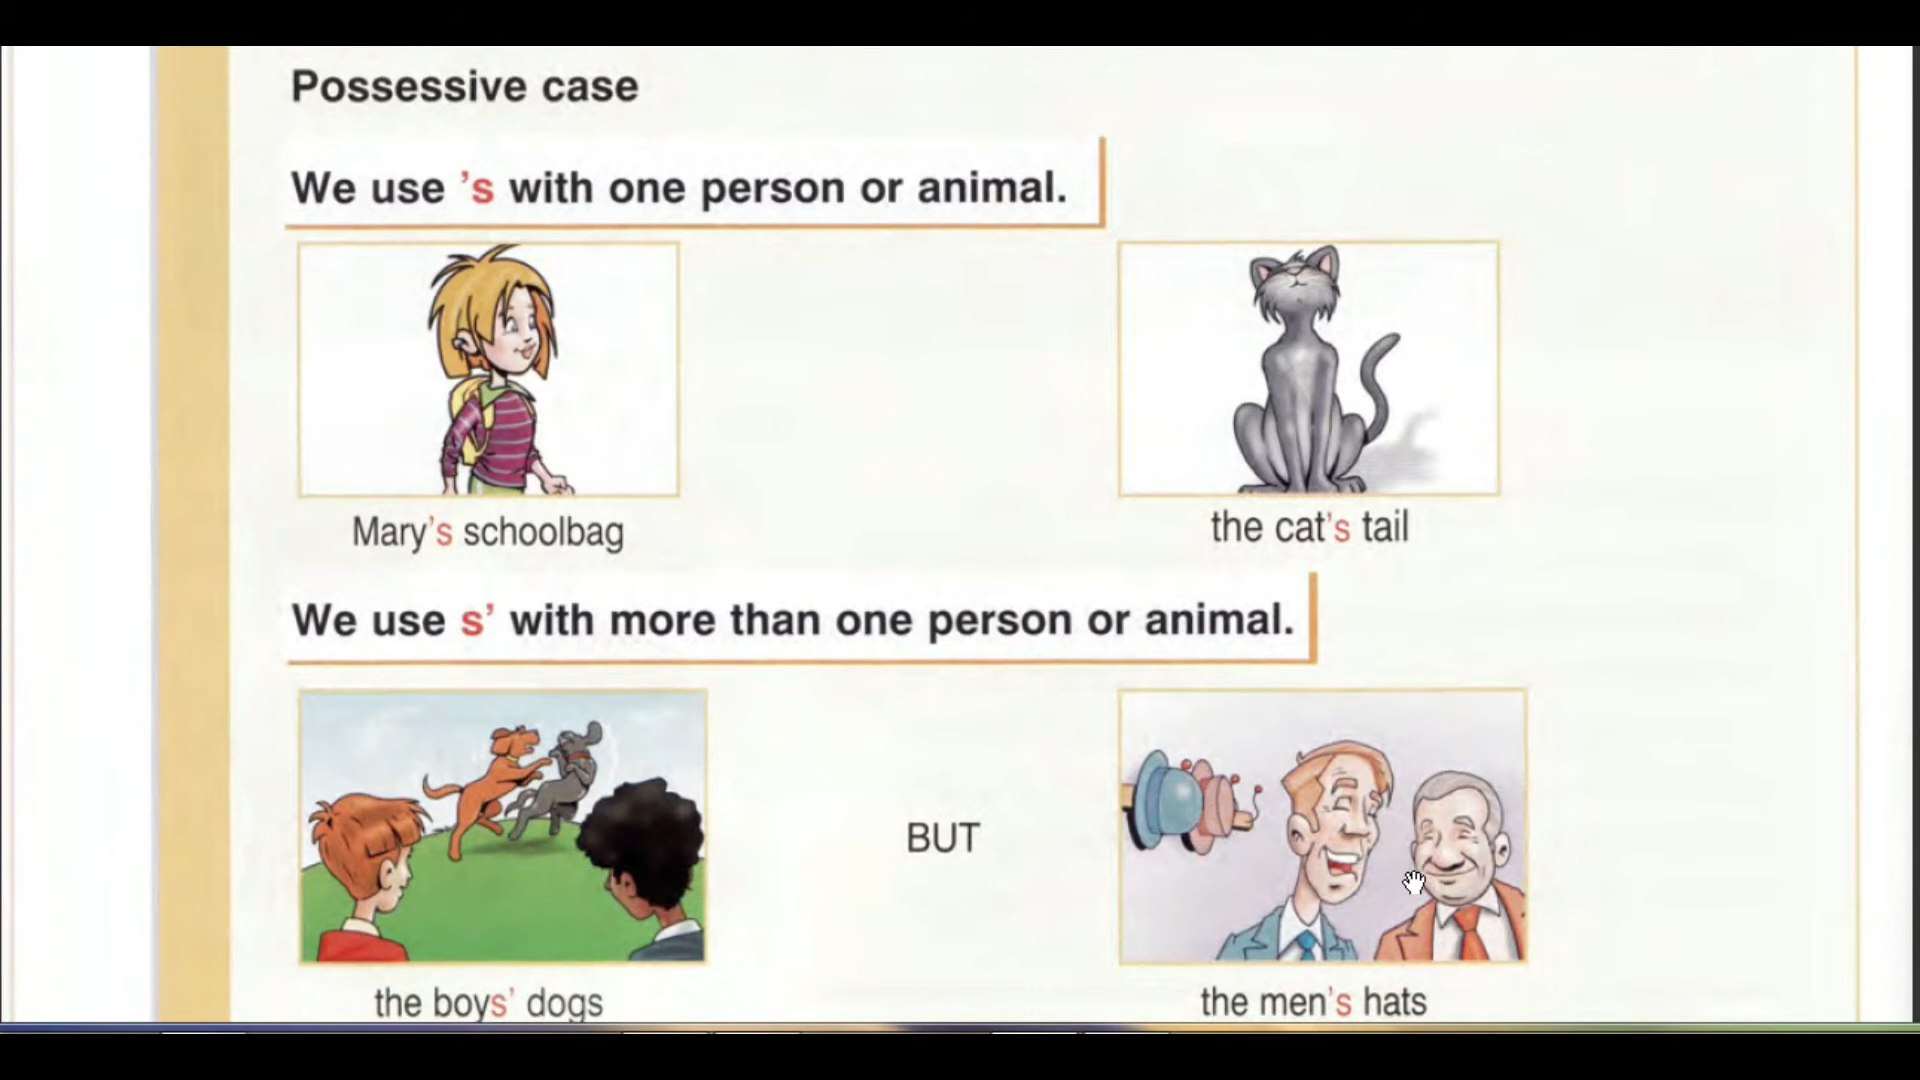 Possessive case
We use ’s with one person or animal.
Mary’s schoolbag
the cat’s tail
We use s’ with more than one person or animal.
BUT
the boys’ dogs
the men’s hats